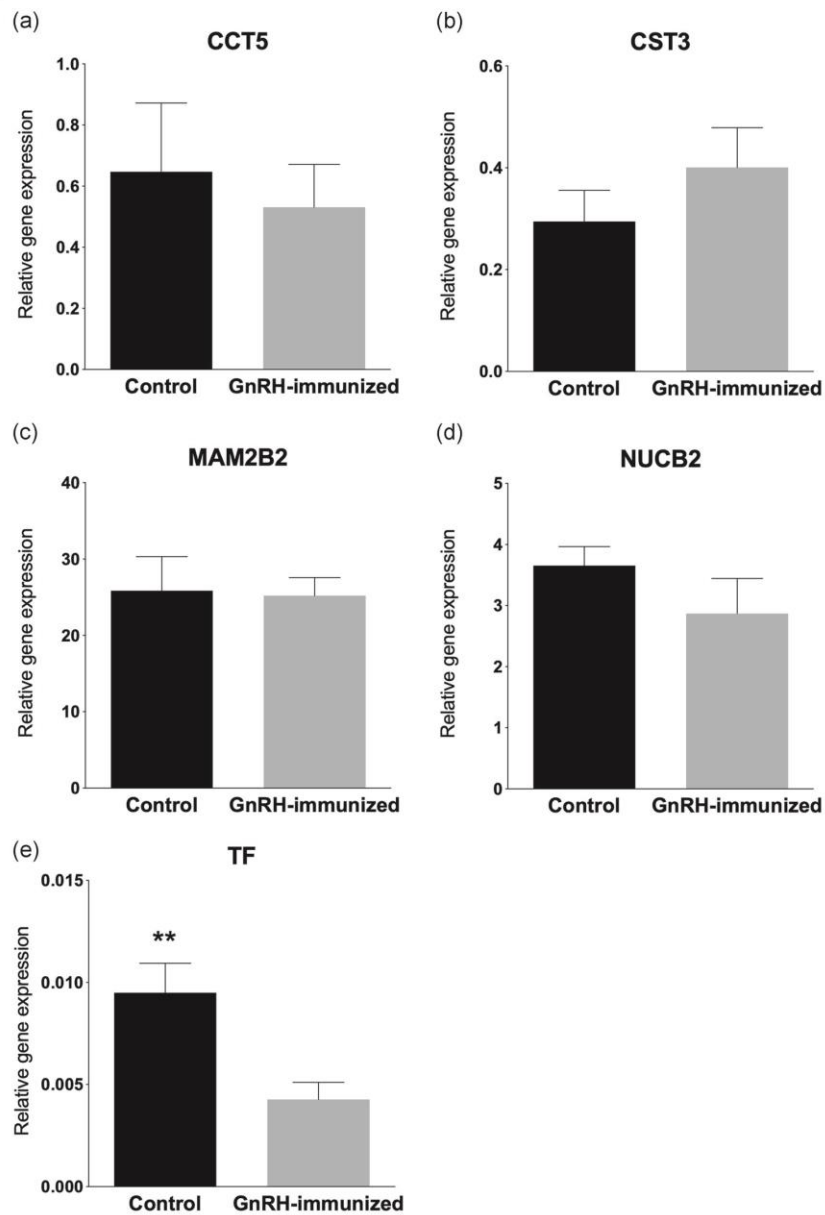 (a)
CCT5
Relative gene expression
1.0
0.8
0.6
0.4
0.2
0.0
Control GnRH-immunized
(b)
CST3
Relative gene expression
0.6
0.4
0.2
0.0
Control GnRH-immunized
(c)
MAM2B2
Relative gene expression
40
30
20
10
0
Control GnRH-immunized
(d)
NUCB2
Relative gene expression
5
4
3
2
1
0
Control GnRH-immunized
(e)
TF
Relative gene expression
0.015
0.010
0.005
0.000
**
Control GnRH-immunized